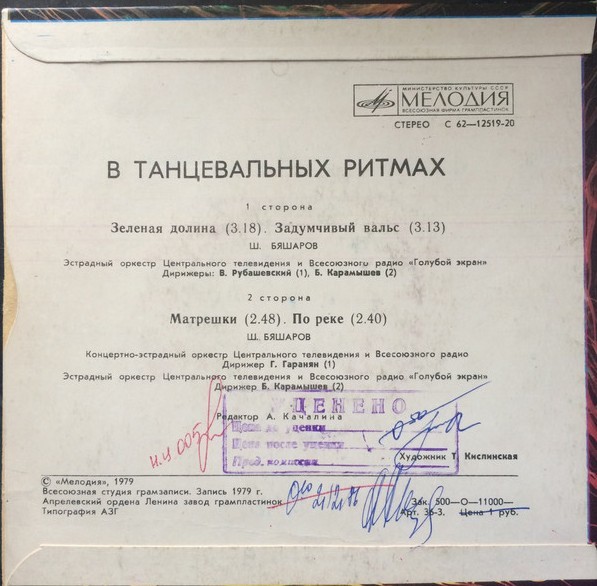 МИНИСТЕРСТВО КУЛЬТУРЫ СССР
МЕЛОДИЯ
ВСЕСОЮЗНАЯ ФИРМА ГРАМПЛАСТИНОК
СТЕРЕО С 62—12519-20
В ТАНЦЕВАЛЬНЫХ РИТМАХ
1 сторона
Зеленая долина (3.18). Задумчивый вальс (3.13)
Ш. БЯШАРОВ
Эстрадный оркестр Центрального телевидения и Всесоюзного радио «Голубой экран»
Дирижеры: В. Рубашевский (1), Б. Карамышев (2)
2 сторона
Матрешки (2.48). По реке (2.40)
Ш. БЯШАРОВ
Концертно-эстрадный оркестр Центрального телевидения и Всесоюзного радио
Дирижер Г. Гаранян (1)
Эстрадный оркестр Центрального телевидения и Всесоюзного радио «Голубой экран»
Дирижер Б. Карамышев (2)
УЦЕНЕНО
Редактор А. Качалина
Цена до уценки
Цена после уценки
Художник Т. Кислинская
© «Мелодия», 1979
Всесоюзная студия грамзаписи. Запись 1979 г.
Апрелевский ордена Ленина завод грампластинок
Зак. 500—О—11000—
Типография АЗГ
Арт. 36-3. Цена 1 руб.